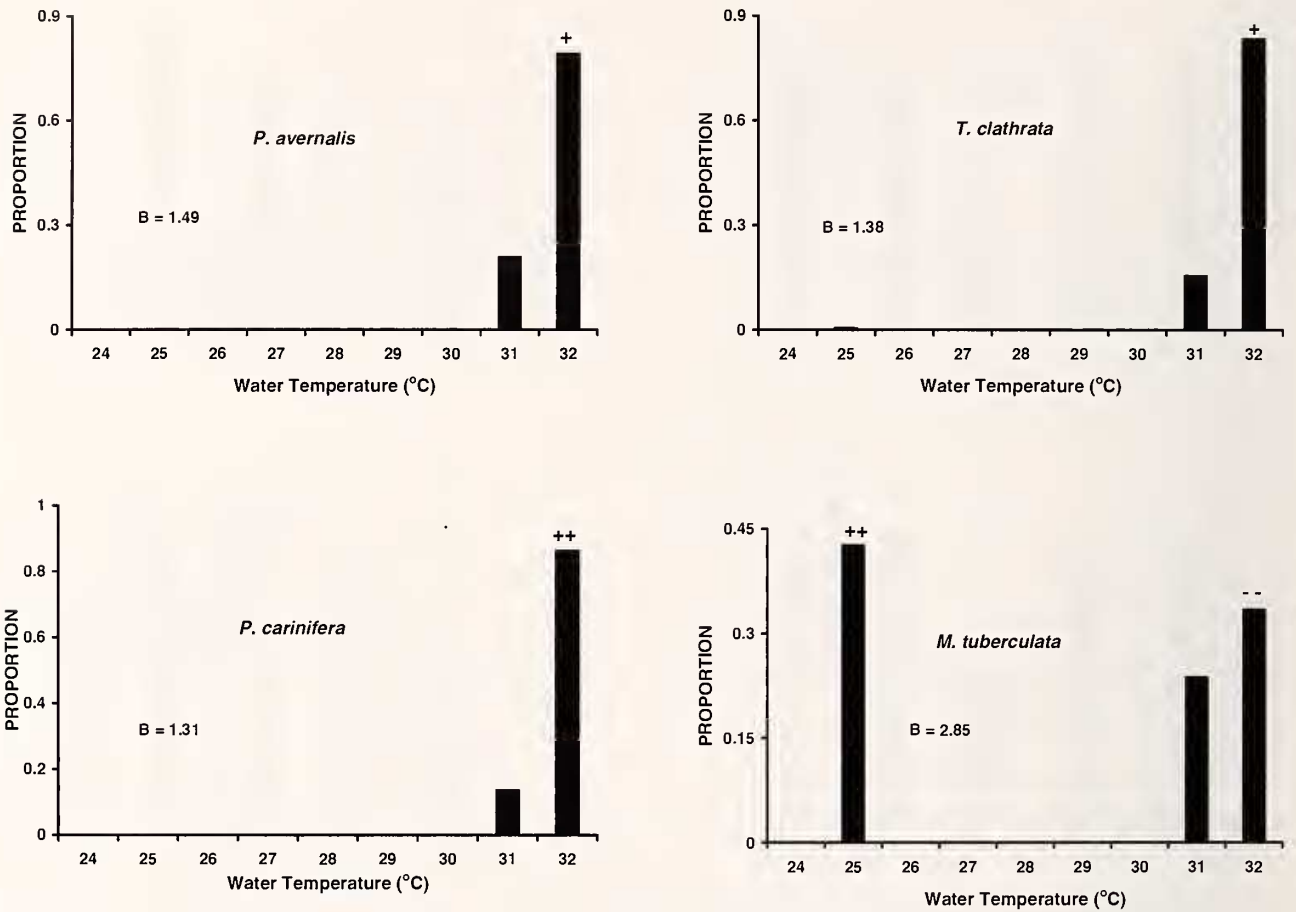 0.9
+
0.6
P. avernalis
0.3
B = 1.49
0
24 25 26 27 28 29 30 31 32
Water Temperature (°C)
PROPORTION
0.9
+
0.6
T. clathrata
0.3
B = 1.38
0
24 25 26 27 28 29 30 31 32
Water Temperature (°C)
PROPORTION
1
++
0.8
P. carinifera
0.6
0.4
B = 1.31
0.2
0
24 25 26 27 28 29 30 31 32
Water Temperature (°C)
PROPORTION
0.45
++
- -
0.3
M. tuberculata
0.15
B = 2.85
0
24 25 26 27 28 29 30 31 32
Water Temperature (°C)
PROPORTION